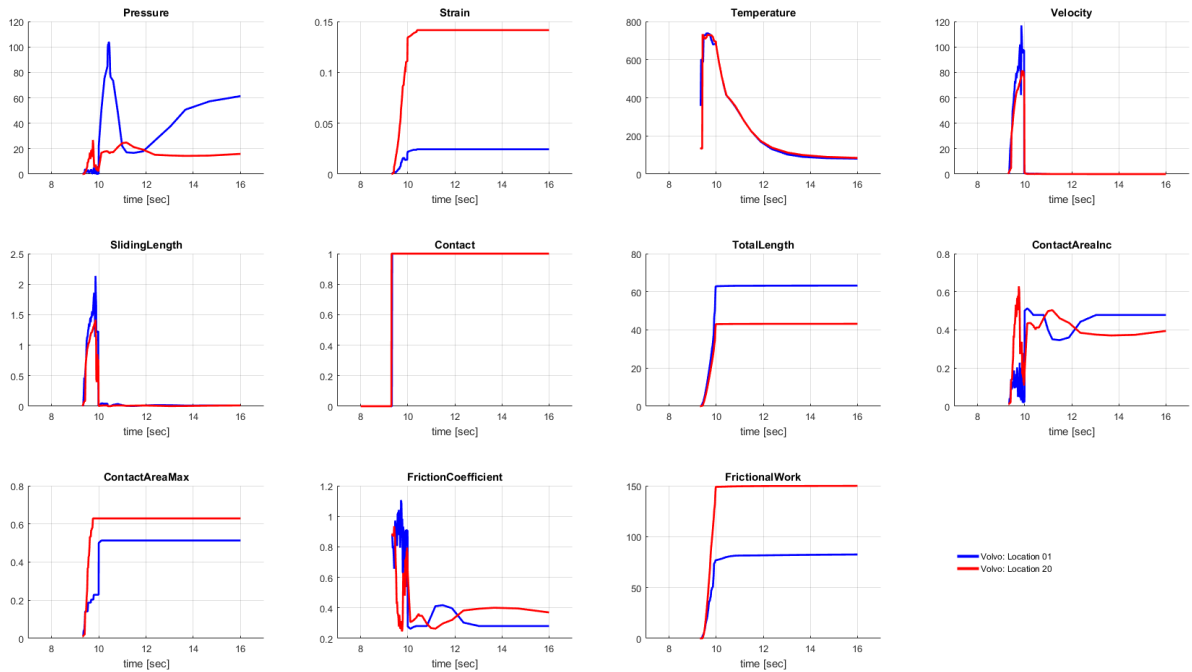 Pressure
120
100
80
60
40
20
0
8 10 12 14 16
time [sec]
Strain
0.15
0.1
0.05
0
8 10 12 14 16
time [sec]
Temperature
800
600
400
200
0
8 10 12 14 16
time [sec]
Velocity
120
100
80
60
40
20
0
8 10 12 14 16
time [sec]
SlidingLength
2.5
2
1.5
1
0.5
0
8 10 12 14 16
time [sec]
Contact
1
0.8
0.6
0.4
0.2
0
8 10 12 14 16
time [sec]
TotalLength
80
60
40
20
0
8 10 12 14 16
time [sec]
ContactAreaInc
0.8
0.6
0.4
0.2
0
8 10 12 14 16
time [sec]
ContactAreaMax
0.8
0.6
0.4
0.2
0
8 10 12 14 16
time [sec]
FrictionCoefficient
1.2
1
0.8
0.6
0.4
0.2
8 10 12 14 16
time [sec]
FrictionalWork
150
100
50
0
8 10 12 14 16
time [sec]
Volvo: Location 01
Volvo: Location 20